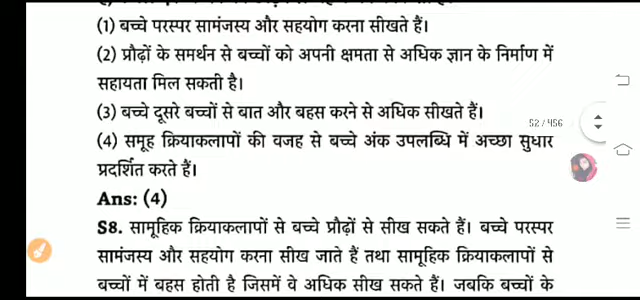 (1) बच्चे परस्पर सामंजस्य और सहयोग करना सीखते हैं।
(2) प्रौढ़ों के समर्थन से बच्चों को अपनी क्षमता से अधिक ज्ञान के निर्माण में
सहायता मिल सकती है।
(3) बच्चे दूसरे बच्चों से बात और बहस करने से अधिक सीखते हैं।
52 / 456
(4) समूह क्रियाकलापों की वजह से बच्चे अंक उपलब्धि में अच्छा सुधार
प्रदर्शित करते हैं।
Ans: (4)
S8. सामूहिक क्रियाकलापों से बच्चे प्रौढ़ों से सीख सकते हैं। बच्चे परस्पर
सामंजस्य और सहयोग करना सीख जाते हैं तथा सामूहिक क्रियाकलापों से
बच्चों में बहस होती है जिसमें वे अधिक सीख सकते हैं। जबकि बच्चों के